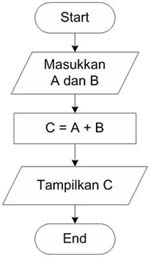 Start
Masukkan
A dan B
C = A + B
Tampilkan C
End